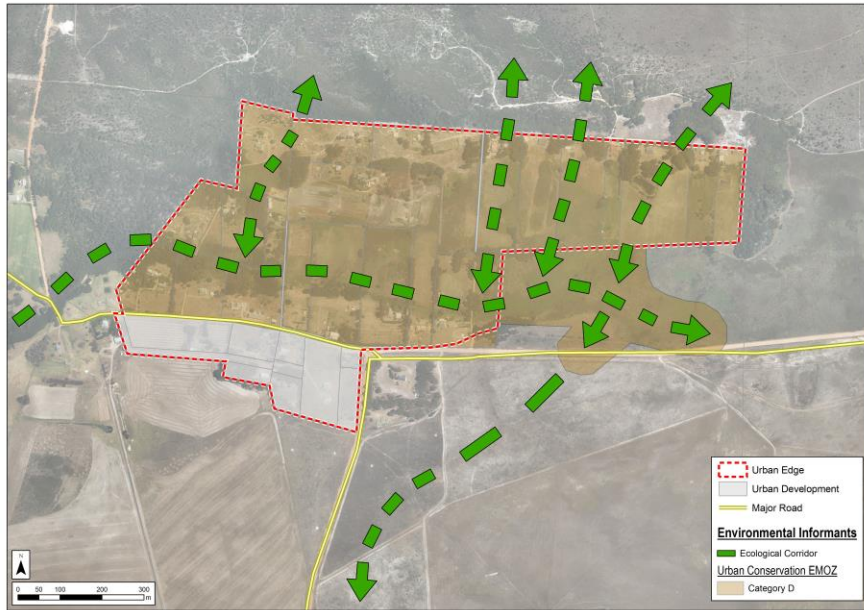 Urban Edge
Urban Development
Major Road
Environmental Informants
Ecological Corridor
Urban Conservation EMOZ
Category D
N
0 50 100 200 300
m